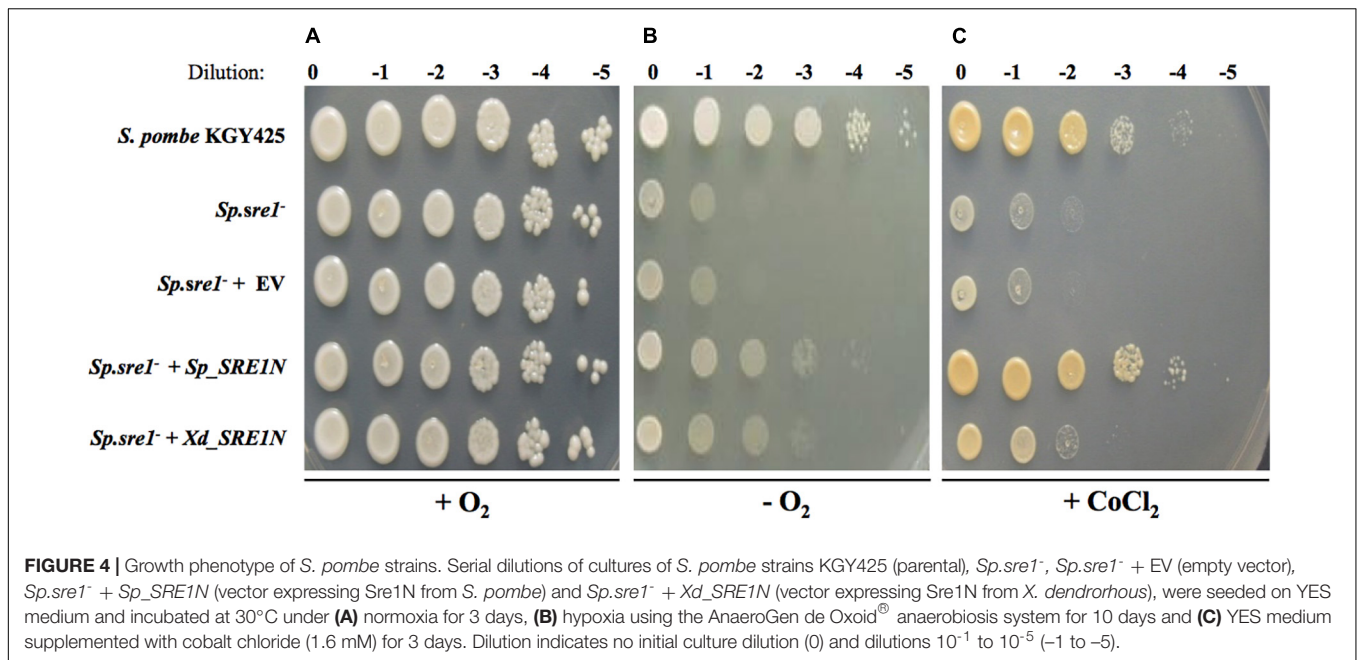 A B C
Dilution: 0 -1 -2 -3 -4 -5 0 -1 -2 -3 -4 -5 0 -1 -2 -3 -4 -5
S. pombe KGY425
Sp.sre1⁻
Sp.sre1⁻ + EV
Sp.sre1⁻ + Sp_SRE1N
Sp.sre1⁻ + Xd_SRE1N
+ O₂ - O₂ + CoCl₂
FIGURE 4 | Growth phenotype of S. pombe strains. Serial dilutions of cultures of S. pombe strains KGY425 (parental), Sp.sre1⁻, Sp.sre1⁻ + EV (empty vector),
Sp.sre1⁻ + Sp_SRE1N (vector expressing Sre1N from S. pombe) and Sp.sre1⁻ + Xd_SRE1N (vector expressing Sre1N from X. dendrorhous), were seeded on YES
medium and incubated at 30°C under (A) normoxia for 3 days, (B) hypoxia using the AnaeroGen de Oxoid® anaerobiosis system for 10 days and (C) YES medium
supplemented with cobalt chloride (1.6 mM) for 3 days. Dilution indicates no initial culture dilution (0) and dilutions 10⁻¹ to 10⁻⁵ (–1 to –5).